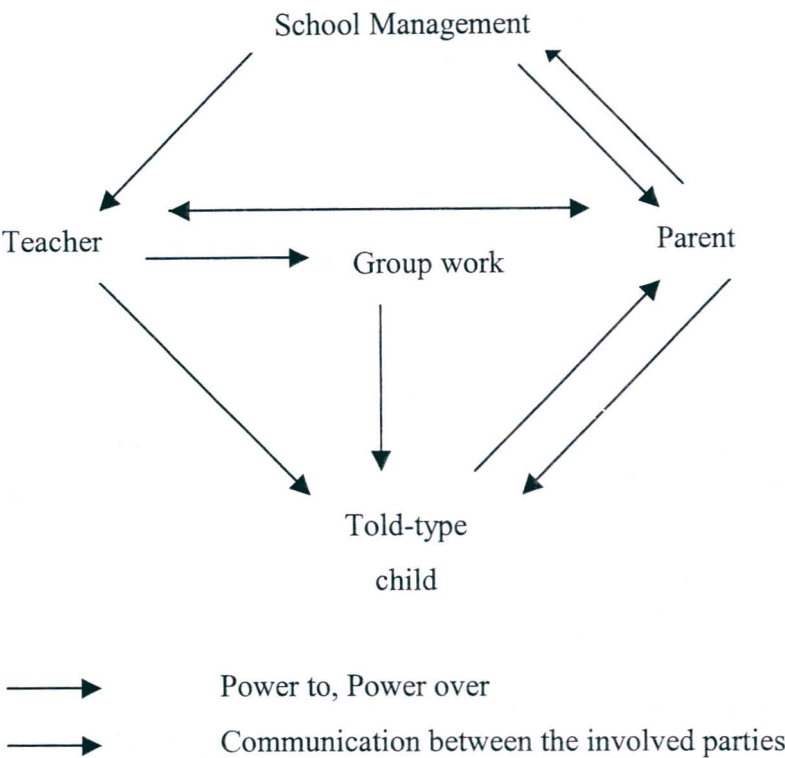 School Management
Teacher
Parent
Group work
Told-type
child
Power to, Power over
Communication between the involved parties